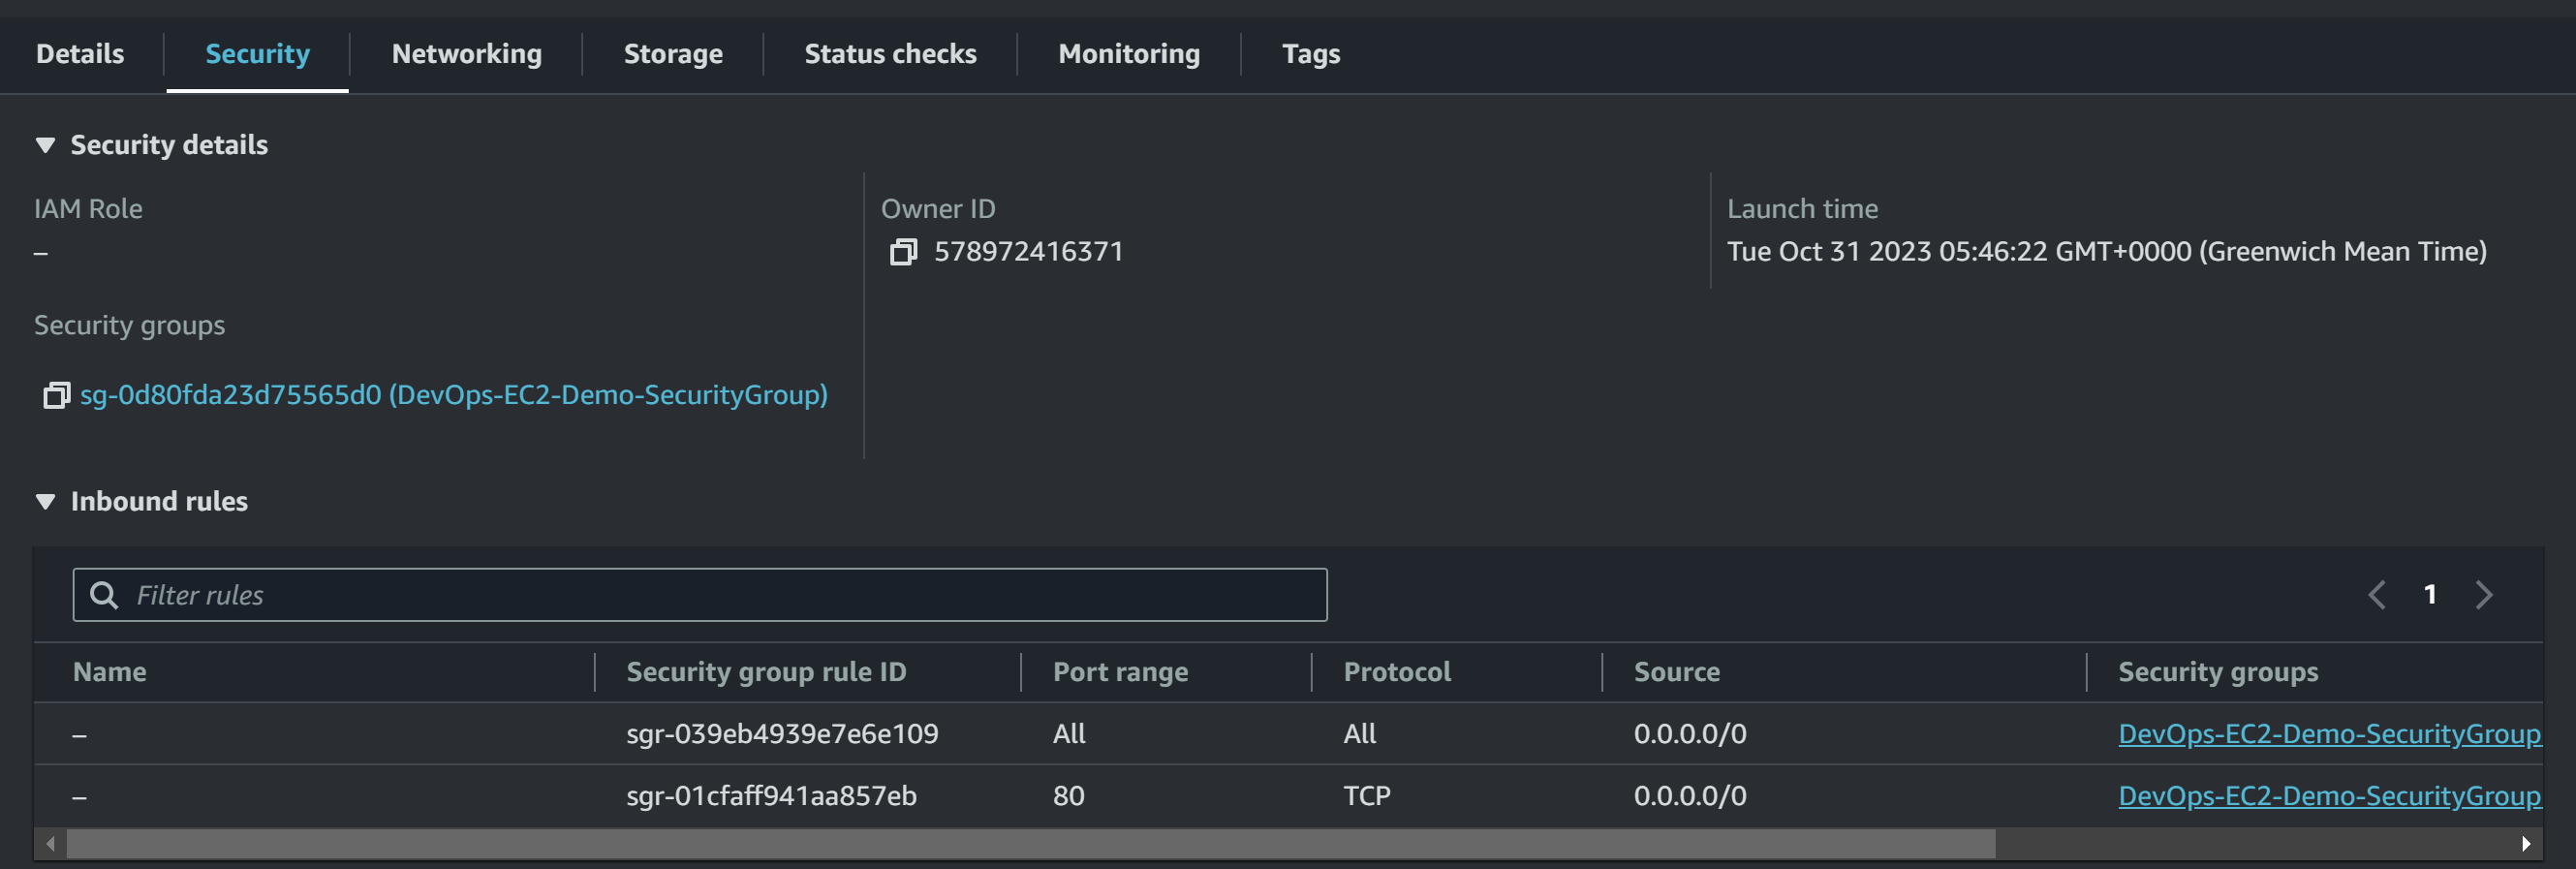 Details Security Networking Storage Status checks Monitoring Tags
Security details
IAM Role
–
Owner ID
578972416371
Launch time
Tue Oct 31 2023 05:46:22 GMT+0000 (Greenwich Mean Time)
Security groups
sg-0d80fda23d75565d0 (DevOps-EC2-Demo-SecurityGroup)
Inbound rules
Filter rules
1
Name Security group rule ID Port range Protocol Source Security groups
– sgr-039eb4939e7e6e109 All All 0.0.0.0/0 DevOps-EC2-Demo-SecurityGroup
– sgr-01cfaff941aa857eb 80 TCP 0.0.0.0/0 DevOps-EC2-Demo-SecurityGroup